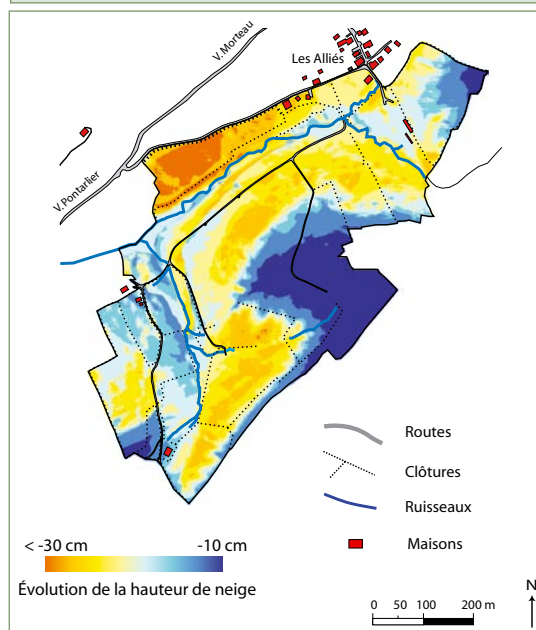 V. Morteau
Les Alliés
V. Pontarlier
Routes
Clôtures
Ruisseaux
Maisons
< -30 cm -10 cm
Évolution de la hauteur de neige
N
0 50 100 200 m